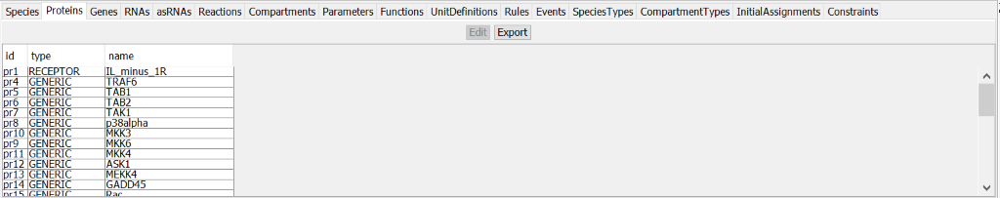 Species Proteins Genes RNAs asRNAs Reactions Compartments Parameters Functions UnitDefinitions Rules Events SpeciesTypes CompartmentTypes InitialAssignments Constraints
Edit Export
Id type name
pr1 RECEPTOR IL_minus_1R
pr4 GENERIC TRAF6
pr5 GENERIC TAB1
pr6 GENERIC TAB2
pr7 GENERIC TAK1
pr8 GENERIC p38alpha
pr10 GENERIC MKK3
pr9 GENERIC MKK6
pr11 GENERIC MKK4
pr12 GENERIC ASK1
pr13 GENERIC MEKK4
pr14 GENERIC GADD45
pr15 GENERIC Rac